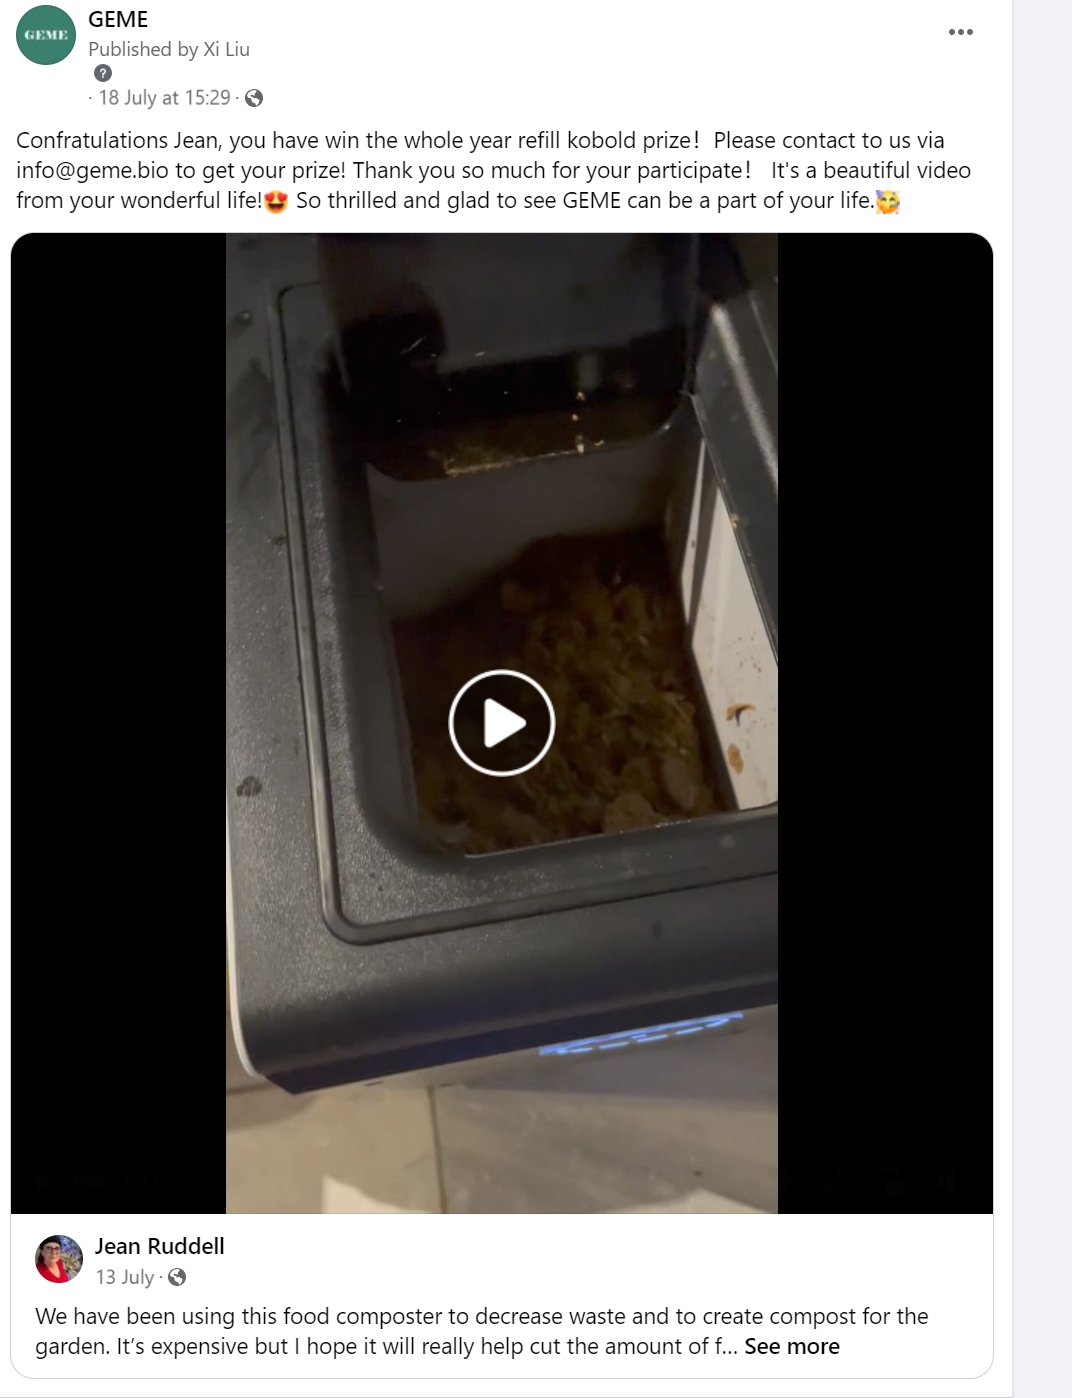 GEME
GEME
Published by Xi Liu
?
· 18 July at 15:29 ·
Confratulations Jean, you have win the whole year refill kobold prize！ Please contact to us via
info@geme.bio to get your prize! Thank you so much for your participate！ It's a beautiful video
from your wonderful life!😍 So thrilled and glad to see GEME can be a part of your life.🥳
Jean Ruddell
13 July ·
We have been using this food composter to decrease waste and to create compost for the
garden. It’s expensive but I hope it will really help cut the amount of f... See more